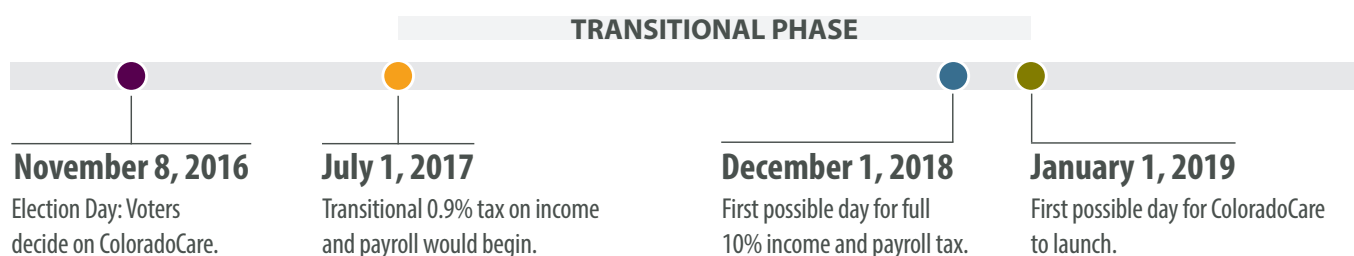 TRANSITIONAL PHASE
November 8, 2016
Election Day: Voters
decide on ColoradoCare.
July 1, 2017
Transitional 0.9% tax on income
and payroll would begin.
December 1, 2018
First possible day for full
10% income and payroll tax.
January 1, 2019
First possible day for ColoradoCare
to launch.